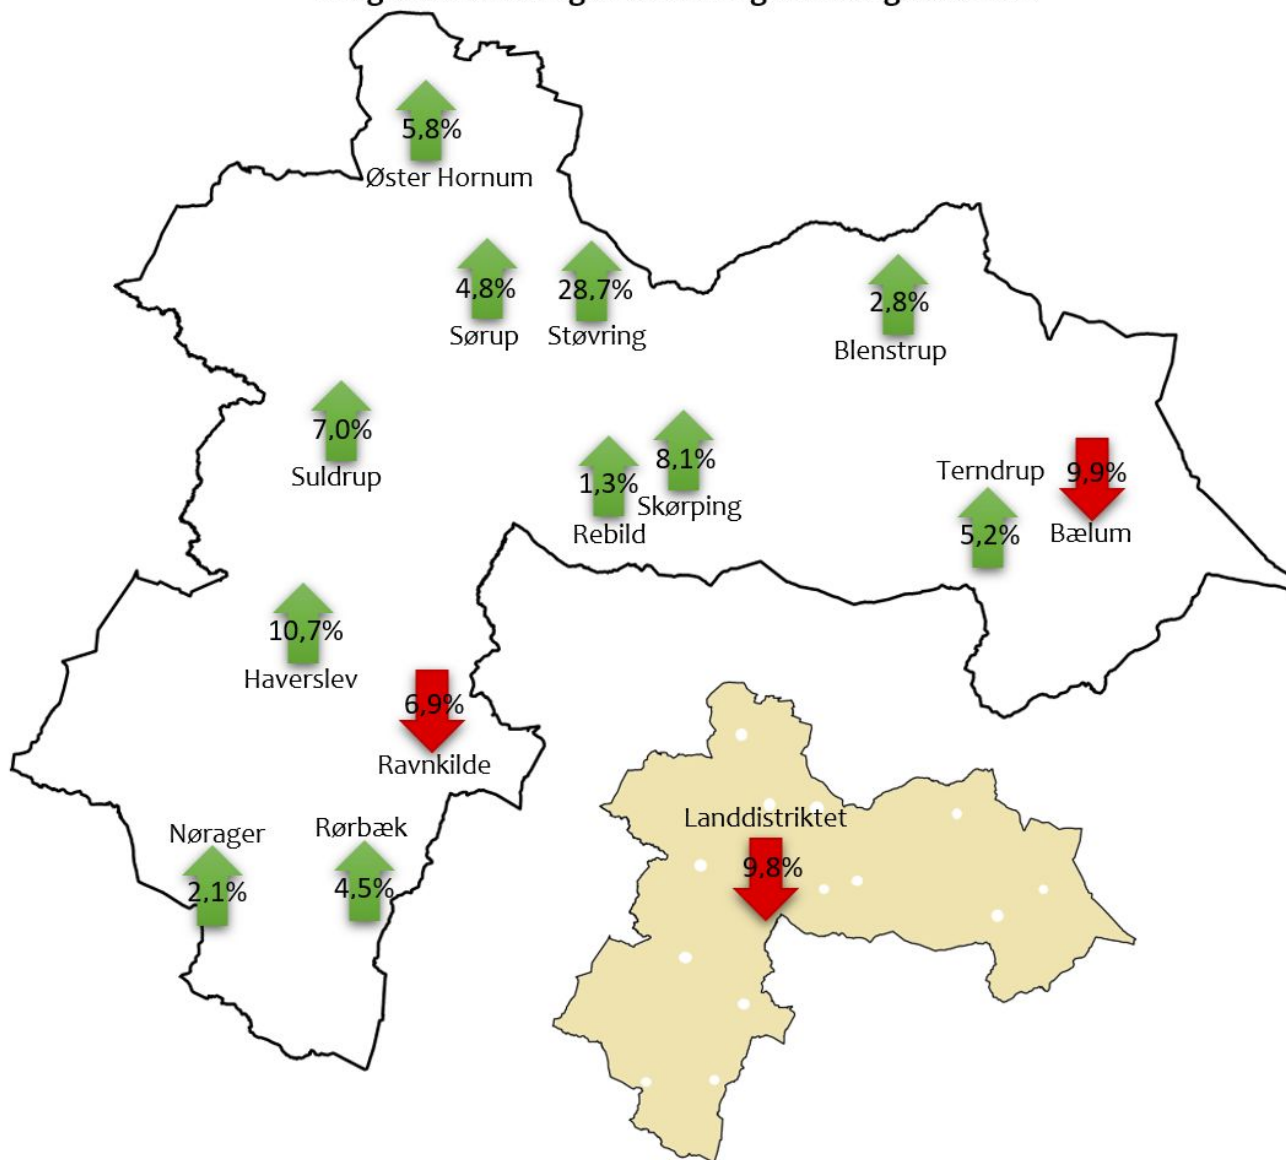 5,8%
Øster Hornum
4,8%
Sørup
28,7%
Støvring
2,8%
Blenstrup
7,0%
Suldrup
1,3%
Rebild
8,1%
Skørping
Terndrup
5,2%
9,9%
Bælum
10,7%
Haverslev
6,9%
Ravnkilde
Nørager
2,1%
Rørbæk
4,5%
Landdistriktet
9,8%